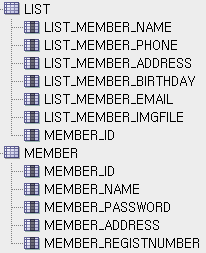 LIST
LIST_MEMBER_NAME
LIST_MEMBER_PHONE
LIST_MEMBER_ADDRESS
LIST_MEMBER_BIRTHDAY
LIST_MEMBER_EMAIL
LIST_MEMBER_IMGFILE
MEMBER_ID
MEMBER
MEMBER_ID
MEMBER_NAME
MEMBER_PASSWORD
MEMBER_ADDRESS
MEMBER_REGISTNUMBER